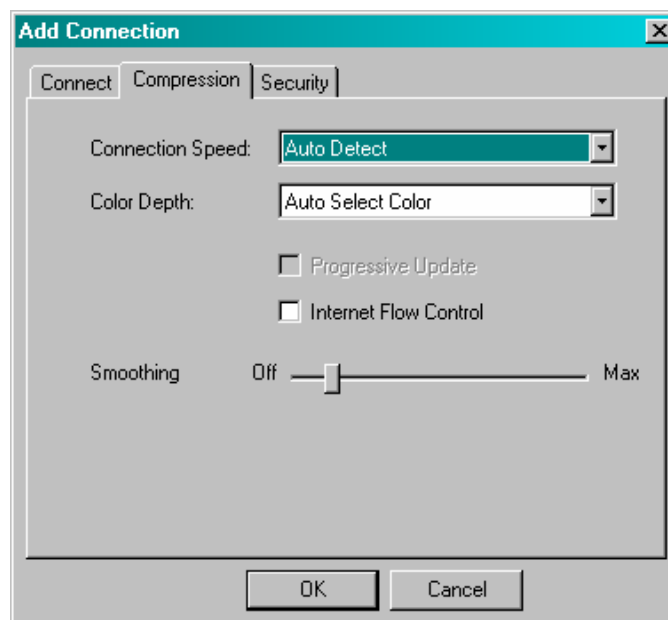 Add Connection
Connect Compression Security
Connection Speed: Auto Detect
Color Depth: Auto Select Color
Progressive Update
Internet Flow Control
Smoothing Off Max
OK Cancel